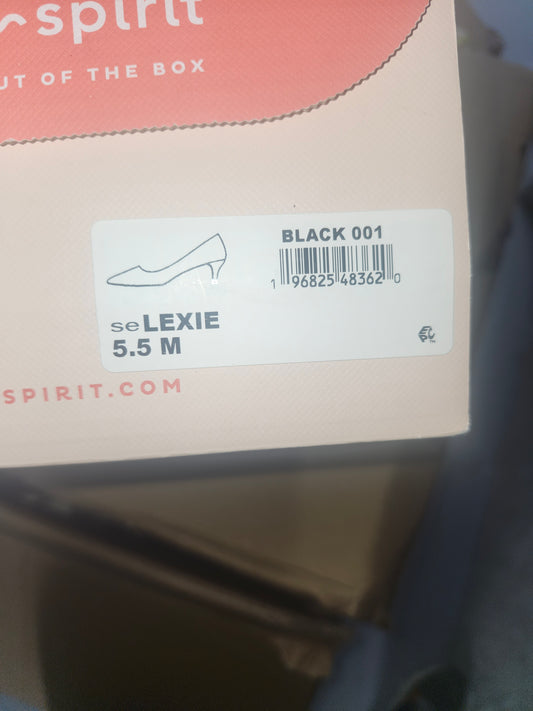 spirit
UT OF THE BOX
BLACK 001
1 96825 48362 0
seLEXIE
5.5 M
SPIRIT.COM